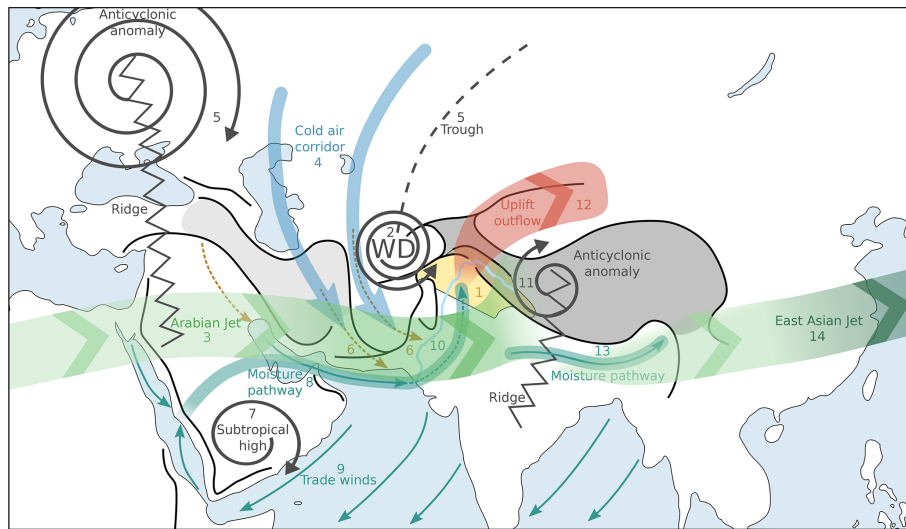 Anticyclonic
anomaly
5
Cold air
corridor
4
5
Trough
Ridge
2
WD
Uplift
outflow
12
Anticyclonic
anomaly
11
1
Arabian Jet
3
6
6
10
East Asian Jet
14
13
Moisture pathway
Moisture
pathway
8
Ridge
7
Subtropical
high
9
Trade winds